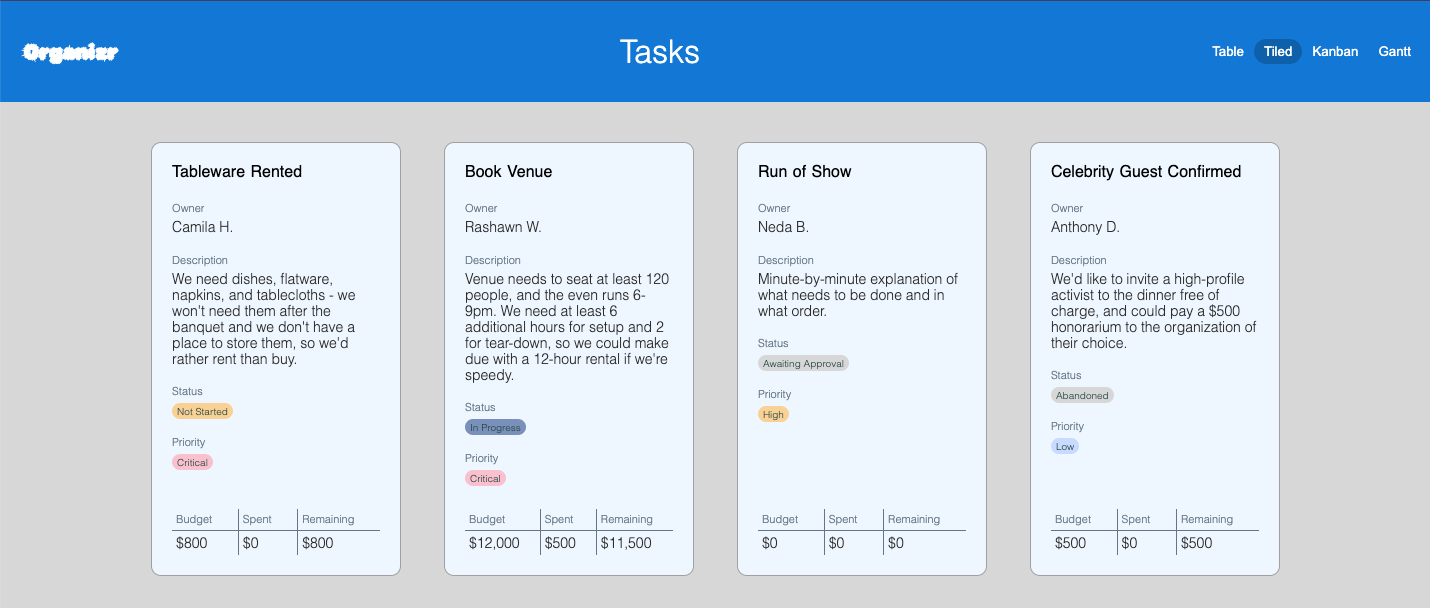 Organizr
Tasks
Table
Tiled
Kanban
Gantt
Tableware Rented
Owner
Camila H.
Description
We need dishes, flatware,
napkins, and tablecloths - we
won't need them after the
banquet and we don't have a
place to store them, so we'd
rather rent than buy.
Status
Not Started
Priority
Critical
Budget Spent Remaining
$800 $0 $800
Book Venue
Owner
Rashawn W.
Description
Venue needs to seat at least 120
people, and the even runs 6-
9pm. We need at least 6
additional hours for setup and 2
for tear-down, so we could make
due with a 12-hour rental if we're
speedy.
Status
In Progress
Priority
Critical
Budget Spent Remaining
$12,000 $500 $11,500
Run of Show
Owner
Neda B.
Description
Minute-by-minute explanation of
what needs to be done and in
what order.
Status
Awaiting Approval
Priority
High
Budget Spent Remaining
$0 $0 $0
Celebrity Guest Confirmed
Owner
Anthony D.
Description
We'd like to invite a high-profile
activist to the dinner free of
charge, and could pay a $500
honorarium to the organization of
their choice.
Status
Abandoned
Priority
Low
Budget Spent Remaining
$500 $0 $500